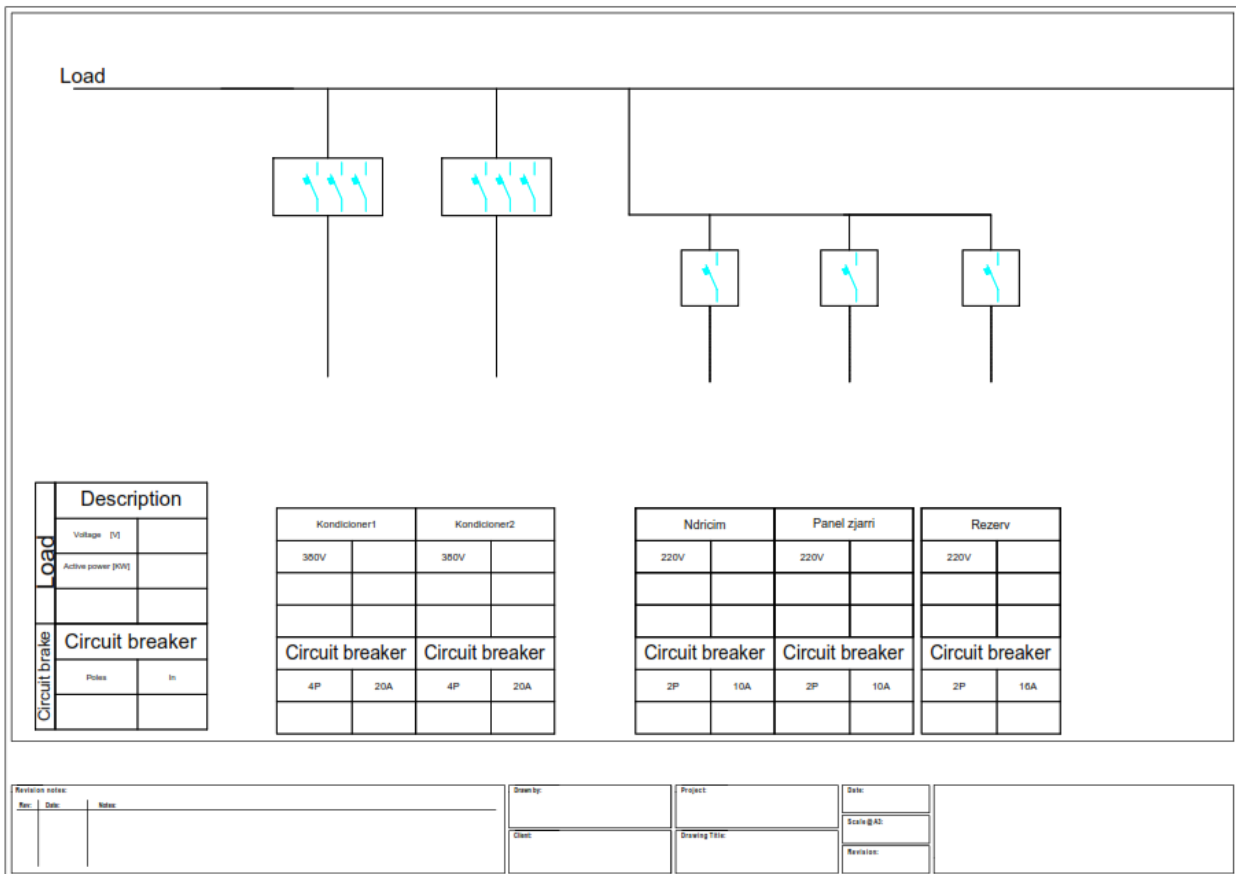 Load
Load
Description
Voltage [V]
Active power [KW]
Circuit brake
Circuit breaker
Poles In
Kondicioner1 Kondicioner2
380V 380V
Circuit breaker Circuit breaker
4P 20A 4P 20A
Ndricim Panel zjarri Rezerv
220V 220V 220V
Circuit breaker Circuit breaker Circuit breaker
2P 10A 2P 10A 2P 16A
Revision notes:
Rev: Date: Notes:
Drawn by:
Client:
Project:
Drawing Title:
Date:
Scale@A3:
Revision: